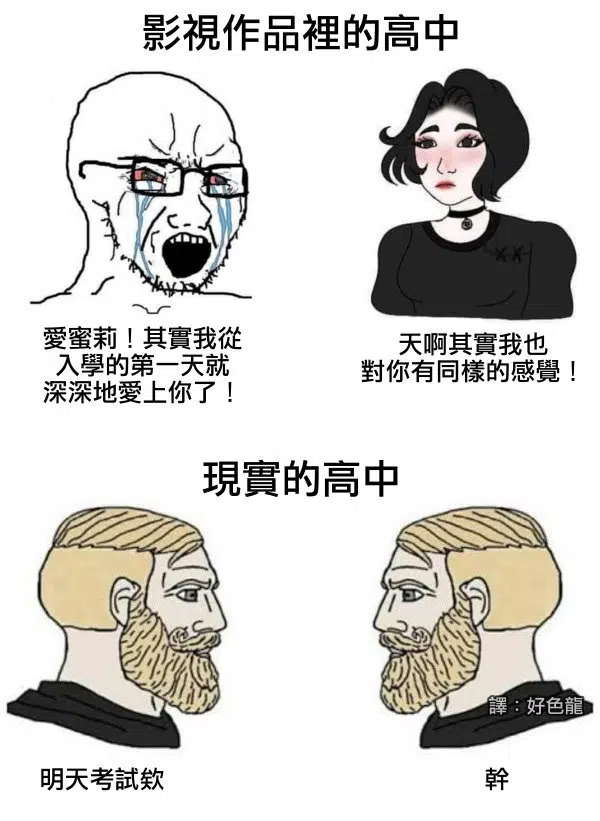 影視作品裡的高中
愛蜜莉！其實我從
入學的第一天就
深深地愛上你了！
天啊其實我也
對你有同樣的感覺！
現實的高中
譯：好色龍
明天考試欸
幹